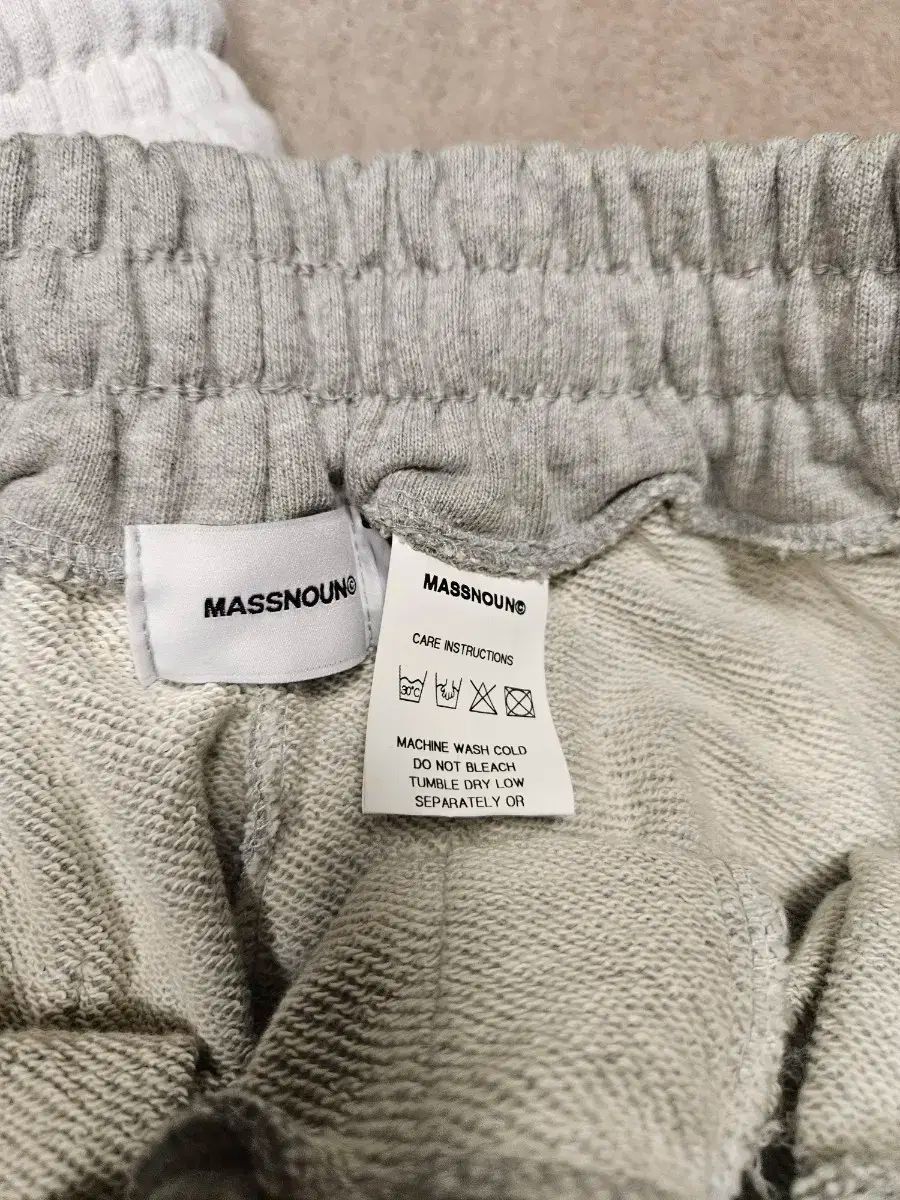 MASSNOUN©
MASSNOUN©
CARE INSTRUCTIONS
30°C
MACHINE WASH COLD
DO NOT BLEACH
TUMBLE DRY LOW
SEPARATELY OR